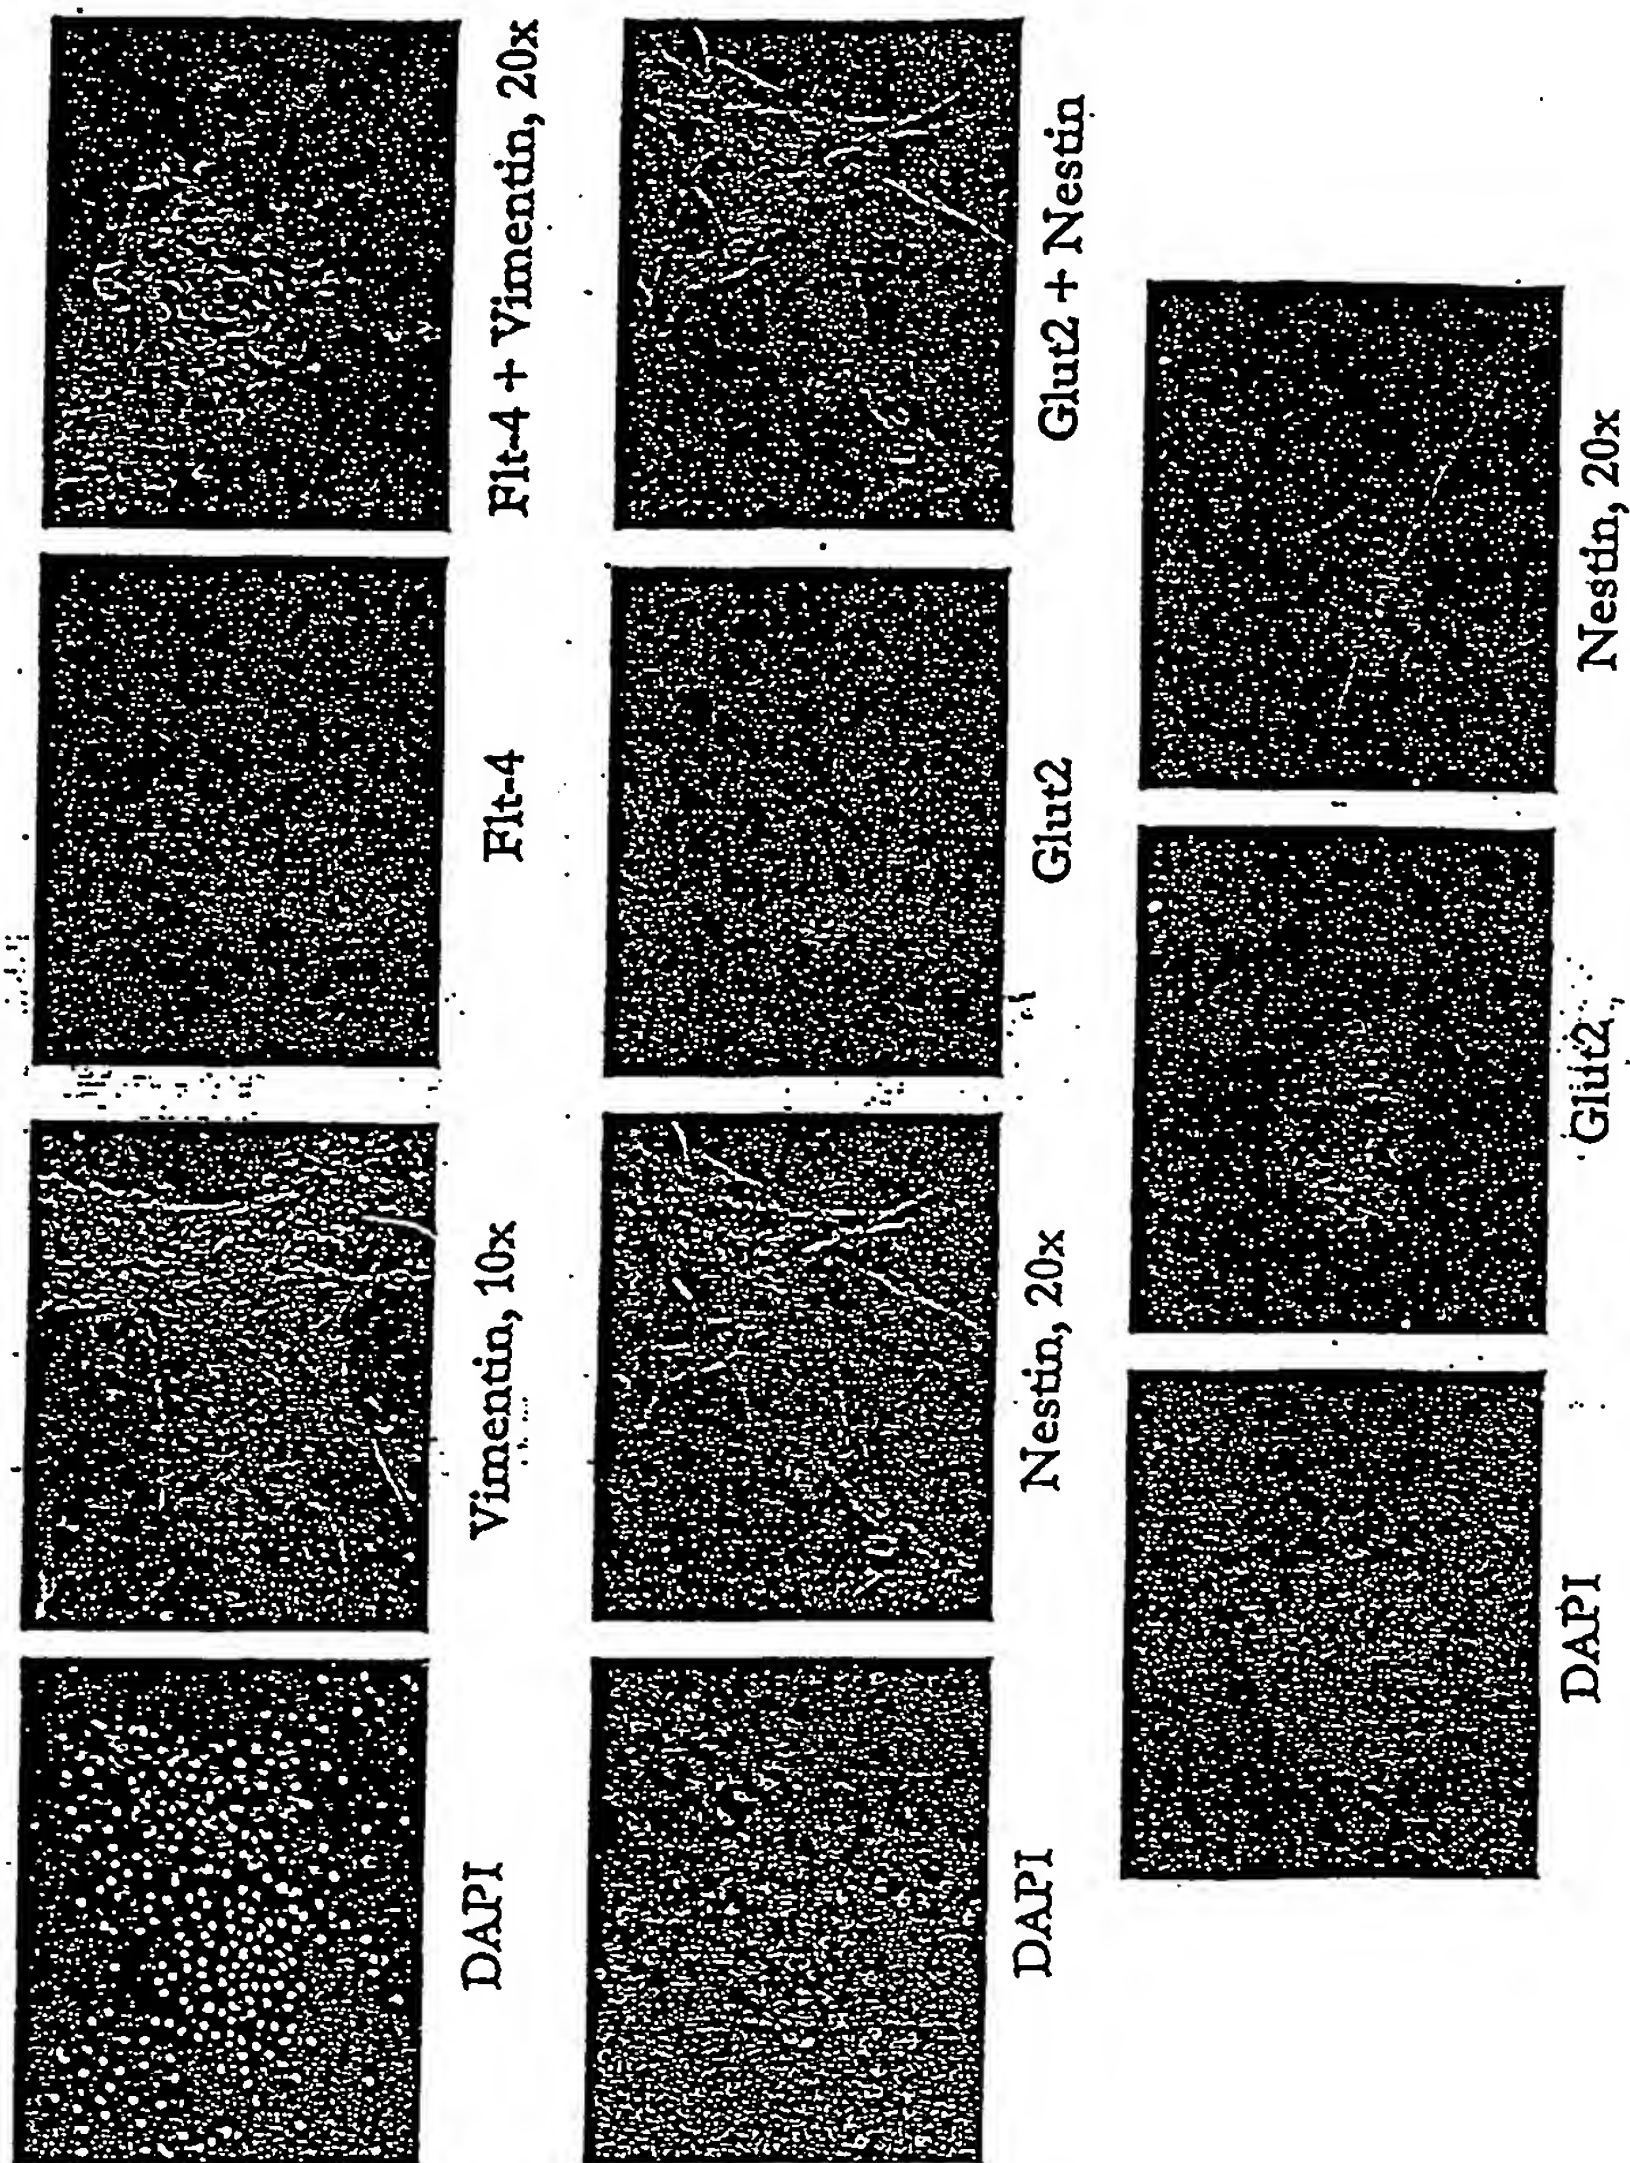 DAPI
Vimentin, 10x
Flt-4
Flt-4 + Vimentin, 20x
DAPI
Nestin, 20x
Glut2
Glut2 + Nestin
DAPI
Glut2
Nestin, 20x